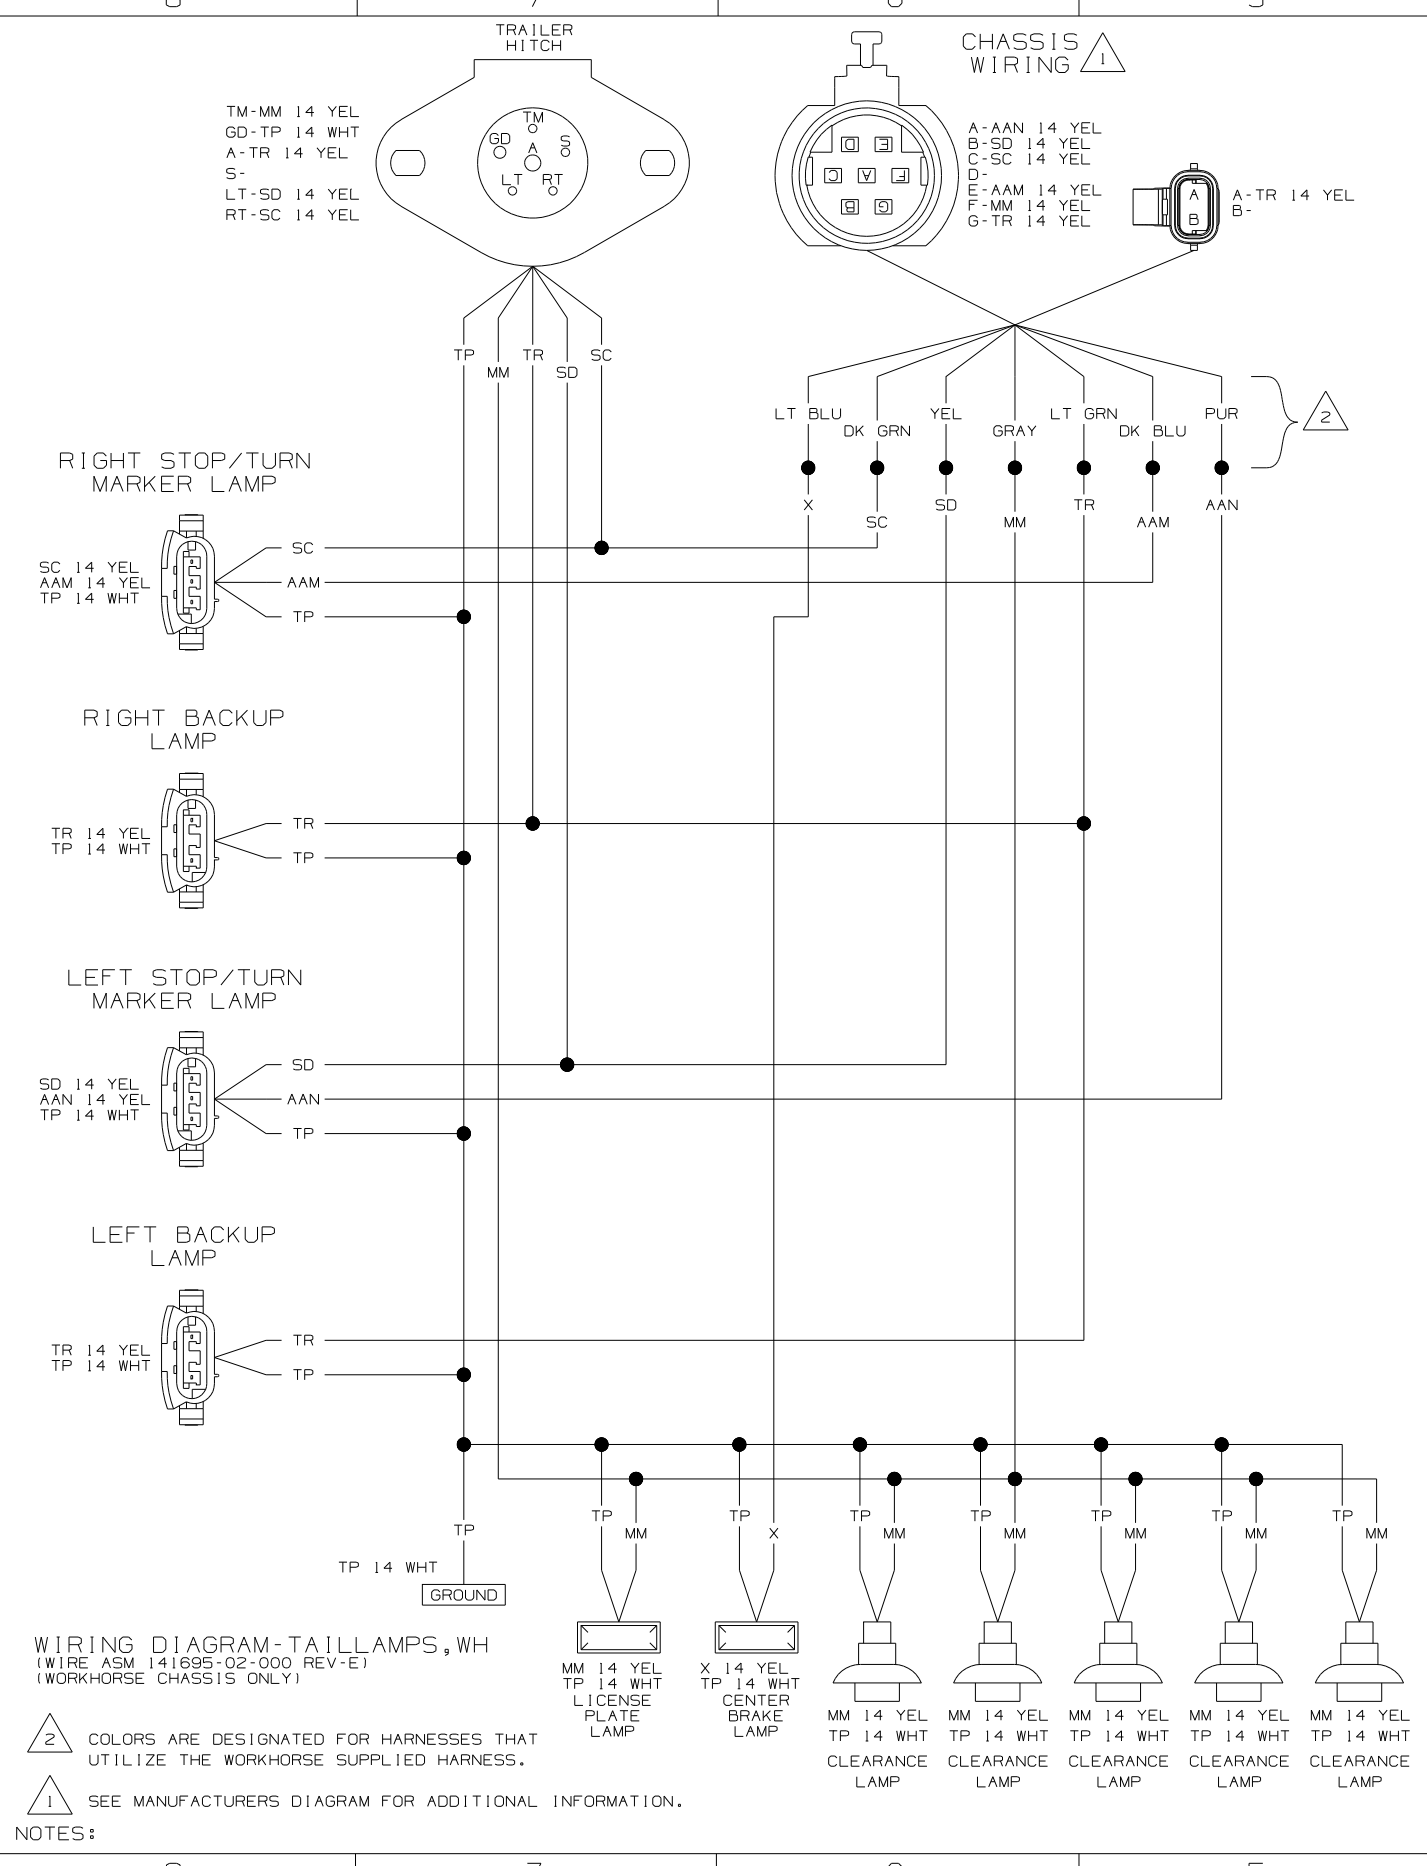 TRAILER
HITCH
CHASSIS
WIRING 1
TM-MM 14 YEL
GD-TP 14 WHT
A-TR 14 YEL
S-
LT-SD 14 YEL
RT-SC 14 YEL
TM
GD
S
A
LT
RT
D
E
C
A
F
B
G
A-AAN 14 YEL
B-SD 14 YEL
C-SC 14 YEL
D-
E-AAM 14 YEL
F-MM 14 YEL
G-TR 14 YEL
A
B
A-TR 14 YEL
B-
TP
MM
TR
SD
SC
LT BLU
DK GRN
YEL
GRAY
LT GRN
DK BLU
PUR
2
X
SC
SD
MM
TR
AAM
AAN
RIGHT STOP/TURN
MARKER LAMP
SC 14 YEL
AAM 14 YEL
TP 14 WHT
SC
AAM
TP
RIGHT BACKUP
LAMP
TR 14 YEL
TP 14 WHT
TR
TP
LEFT STOP/TURN
MARKER LAMP
SD 14 YEL
AAN 14 YEL
TP 14 WHT
SD
AAN
TP
LEFT BACKUP
LAMP
TR 14 YEL
TP 14 WHT
TR
TP
TP
TP 14 WHT
GROUND
TP
MM
TP
X
TP
MM
TP
MM
TP
MM
TP
MM
TP
MM
MM 14 YEL
TP 14 WHT
LICENSE
PLATE
LAMP
X 14 YEL
TP 14 WHT
CENTER
BRAKE
LAMP
MM 14 YEL
TP 14 WHT
CLEARANCE
LAMP
MM 14 YEL
TP 14 WHT
CLEARANCE
LAMP
MM 14 YEL
TP 14 WHT
CLEARANCE
LAMP
MM 14 YEL
TP 14 WHT
CLEARANCE
LAMP
MM 14 YEL
TP 14 WHT
CLEARANCE
LAMP
WIRING DIAGRAM-TAILLAMPS,WH
(WIRE ASM 141695-02-000 REV-E)
(WORKHORSE CHASSIS ONLY)
2 COLORS ARE DESIGNATED FOR HARNESSES THAT
UTILIZE THE WORKHORSE SUPPLIED HARNESS.
1 SEE MANUFACTURERS DIAGRAM FOR ADDITIONAL INFORMATION.
NOTES: